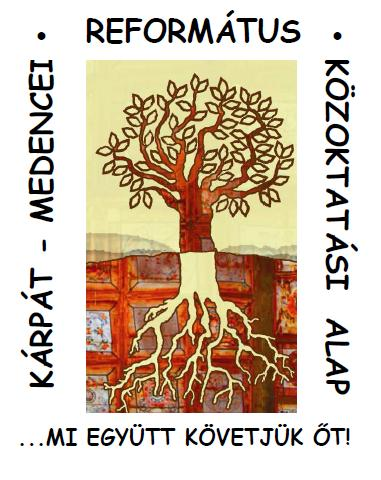 KÁRPÁT - MEDENCEI
• REFORMÁTUS •
KÖZOKTATÁSI ALAP
...MI EGYÜTT KÖVETJÜK ŐT!